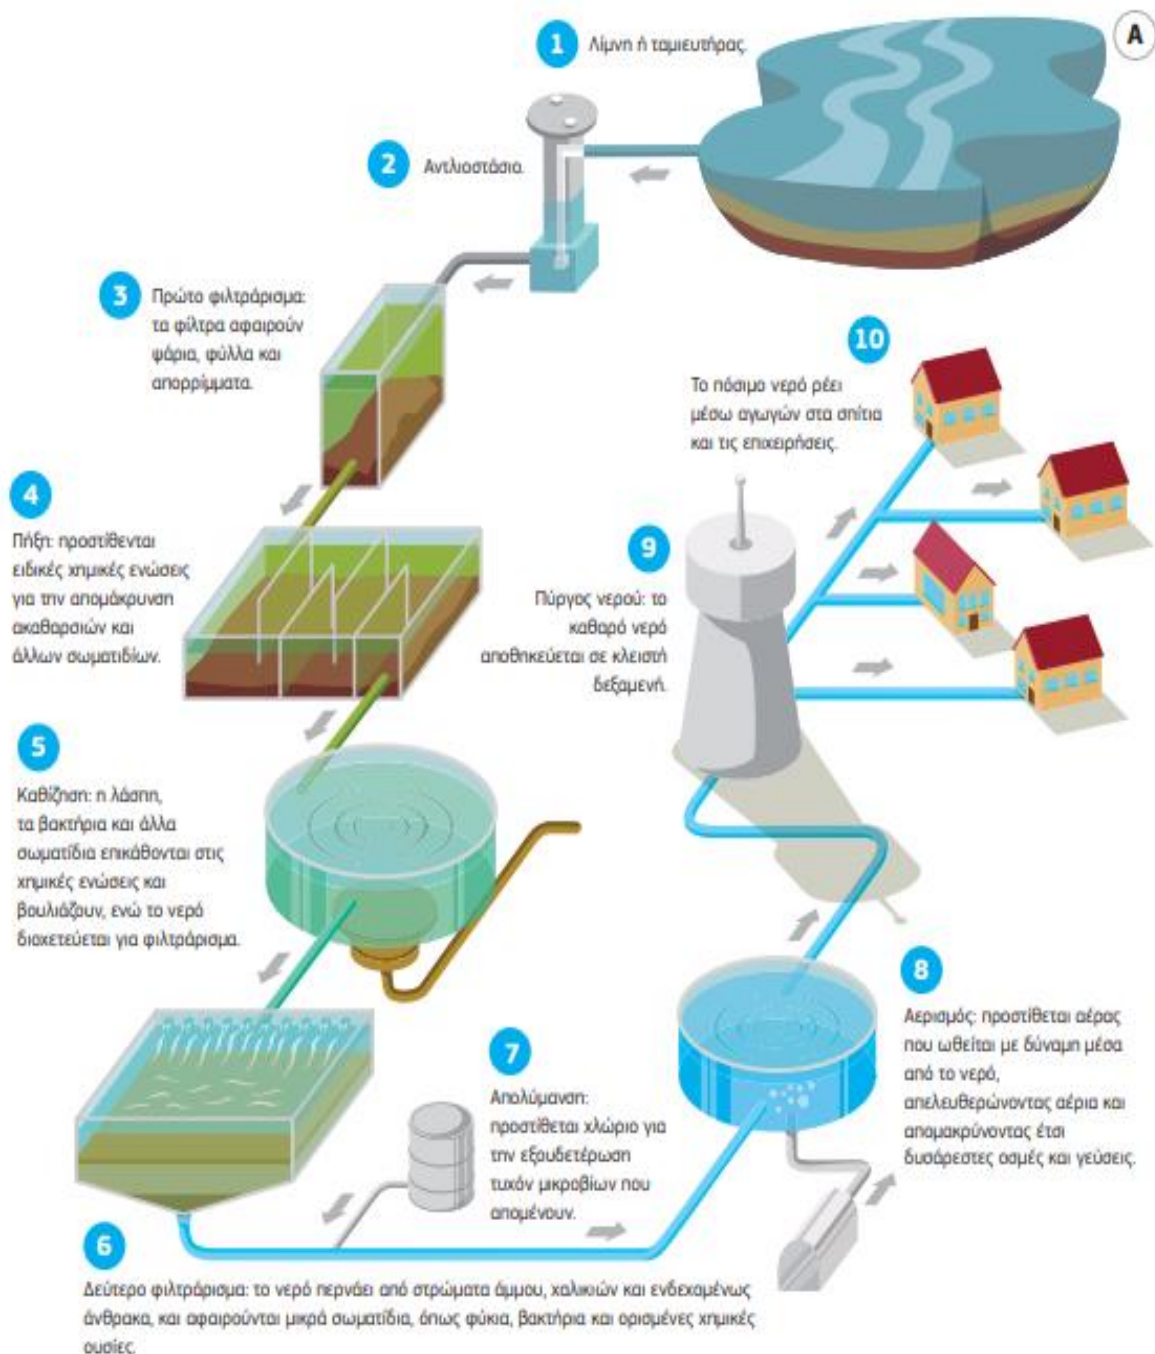 A
1
Λίμνη ή ταμιευτήρας.
2
Αντλιοστάσιο.
3
Πρώτο φιλτράρισμα:
τα φίλτρα αφαιρούν
ψάρια, φύλλα και
απορρίμματα.
4
Πήξη: προστίθενται
ειδικές χημικές ενώσεις
για την απομάκρυνση
ακαθαρσιών και
άλλων σωματιδίων.
5
Καθίζηση: η λάσπη,
τα βακτήρια και άλλα
σωματίδια επικάθονται στις
χημικές ενώσεις και
βουλιάζουν, ενώ το νερό
διοχετεύεται για φιλτράρισμα.
6
Δεύτερο φιλτράρισμα: το νερό περνάει από στρώματα άμμου, χαλικιών και ενδεχομένως
άνθρακα, και αφαιρούνται μικρά σωματίδια, όπως φύκια, βακτήρια και ορισμένες χημικές
ουσίες.
7
Απολύμανση:
προστίθεται χλώριο για
την εξουδετέρωση
τυχόν μικροβίων που
απομένουν.
8
Αερισμός: προστίθεται αέρας
που ωθείται με δύναμη μέσα
από το νερό,
απελευθερώνοντας αέρια και
απομακρύνοντας έτσι
δυσάρεστες οσμές και γεύσεις.
9
Πύργος νερού: το
καθαρό νερό
αποθηκεύεται σε κλειστή
δεξαμενή.
10
Το πόσιμο νερό ρέει
μέσω αγωγών στα σπίτια
και τις επιχειρήσεις.